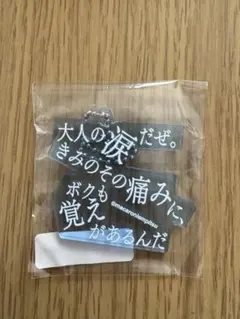 大人の涙だぜ。
きみのその痛みに、
ボクも
覚えがあるんだ
@macaroniempitsu